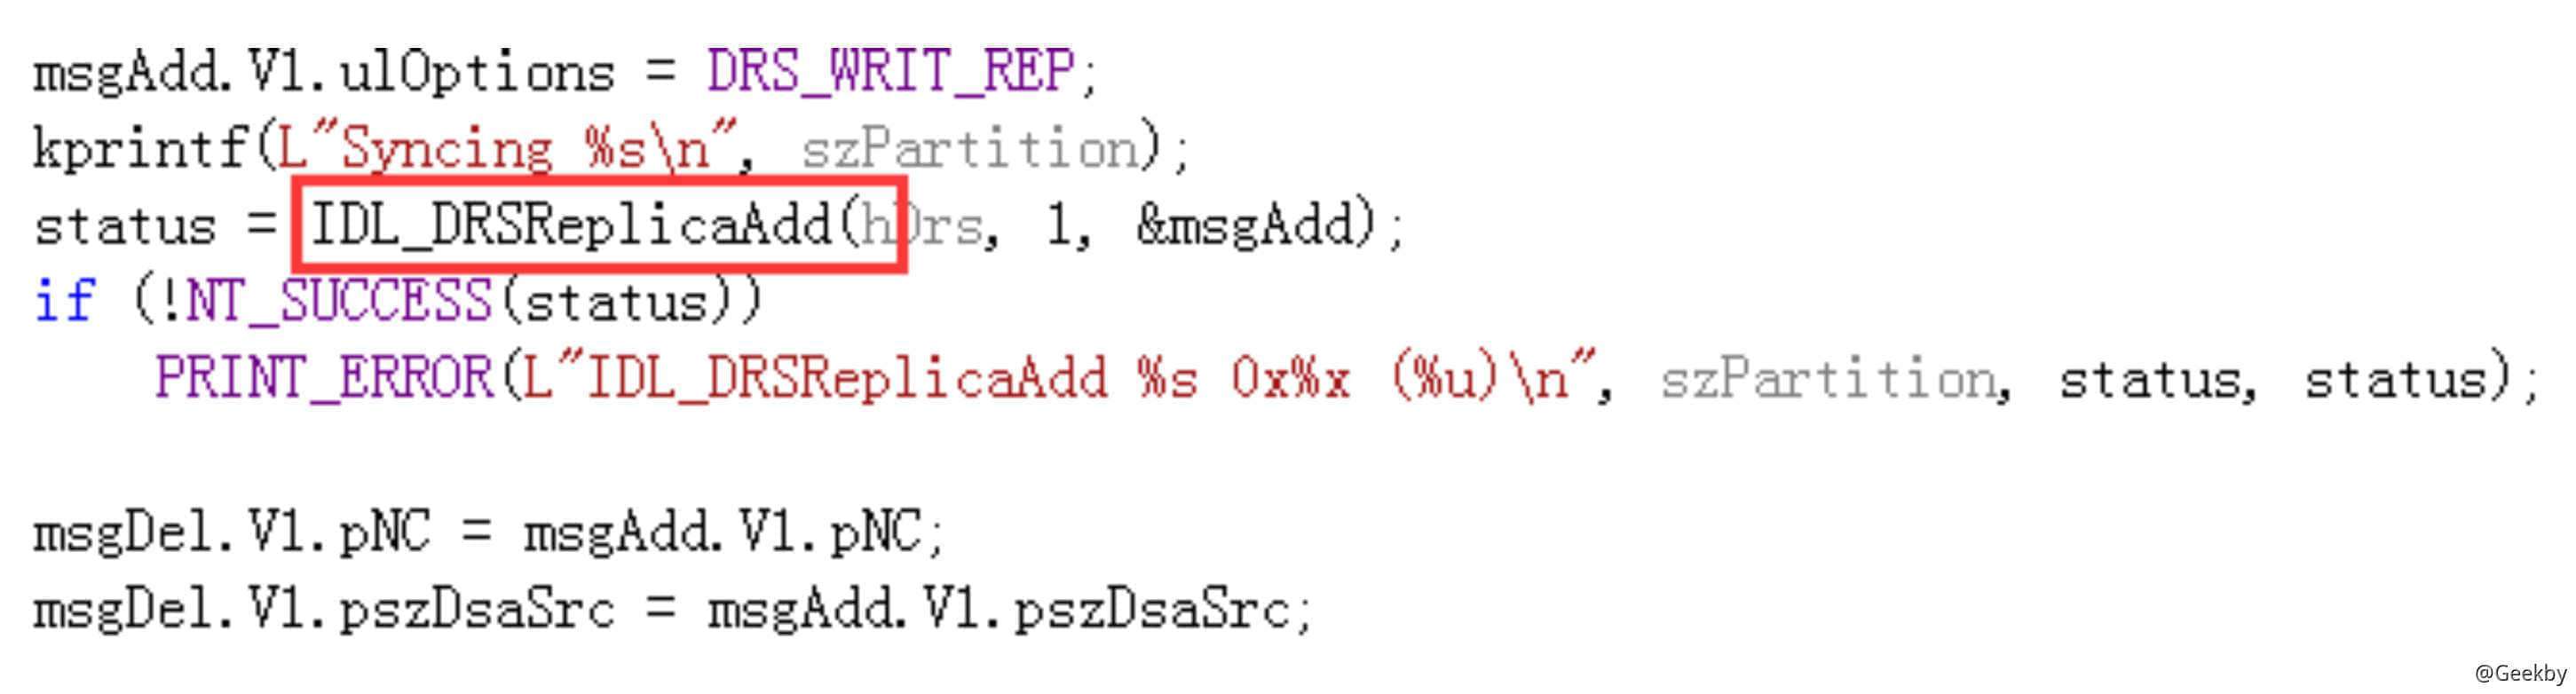 msgAdd.V1.ulOptions = DRS_WRIT_REP;
kprintf(L"Syncing %s\n", szPartition);
status = IDL_DRSReplicaAdd(hDrs, 1, &msgAdd);
if (!NT_SUCCESS(status))
    PRINT_ERROR(L"IDL_DRSReplicaAdd %s 0x%x (%u)\n", szPartition, status, status);
msgDel.V1.pNC = msgAdd.V1.pNC;
msgDel.V1.pszDsaSrc = msgAdd.V1.pszDsaSrc;
@Geekby